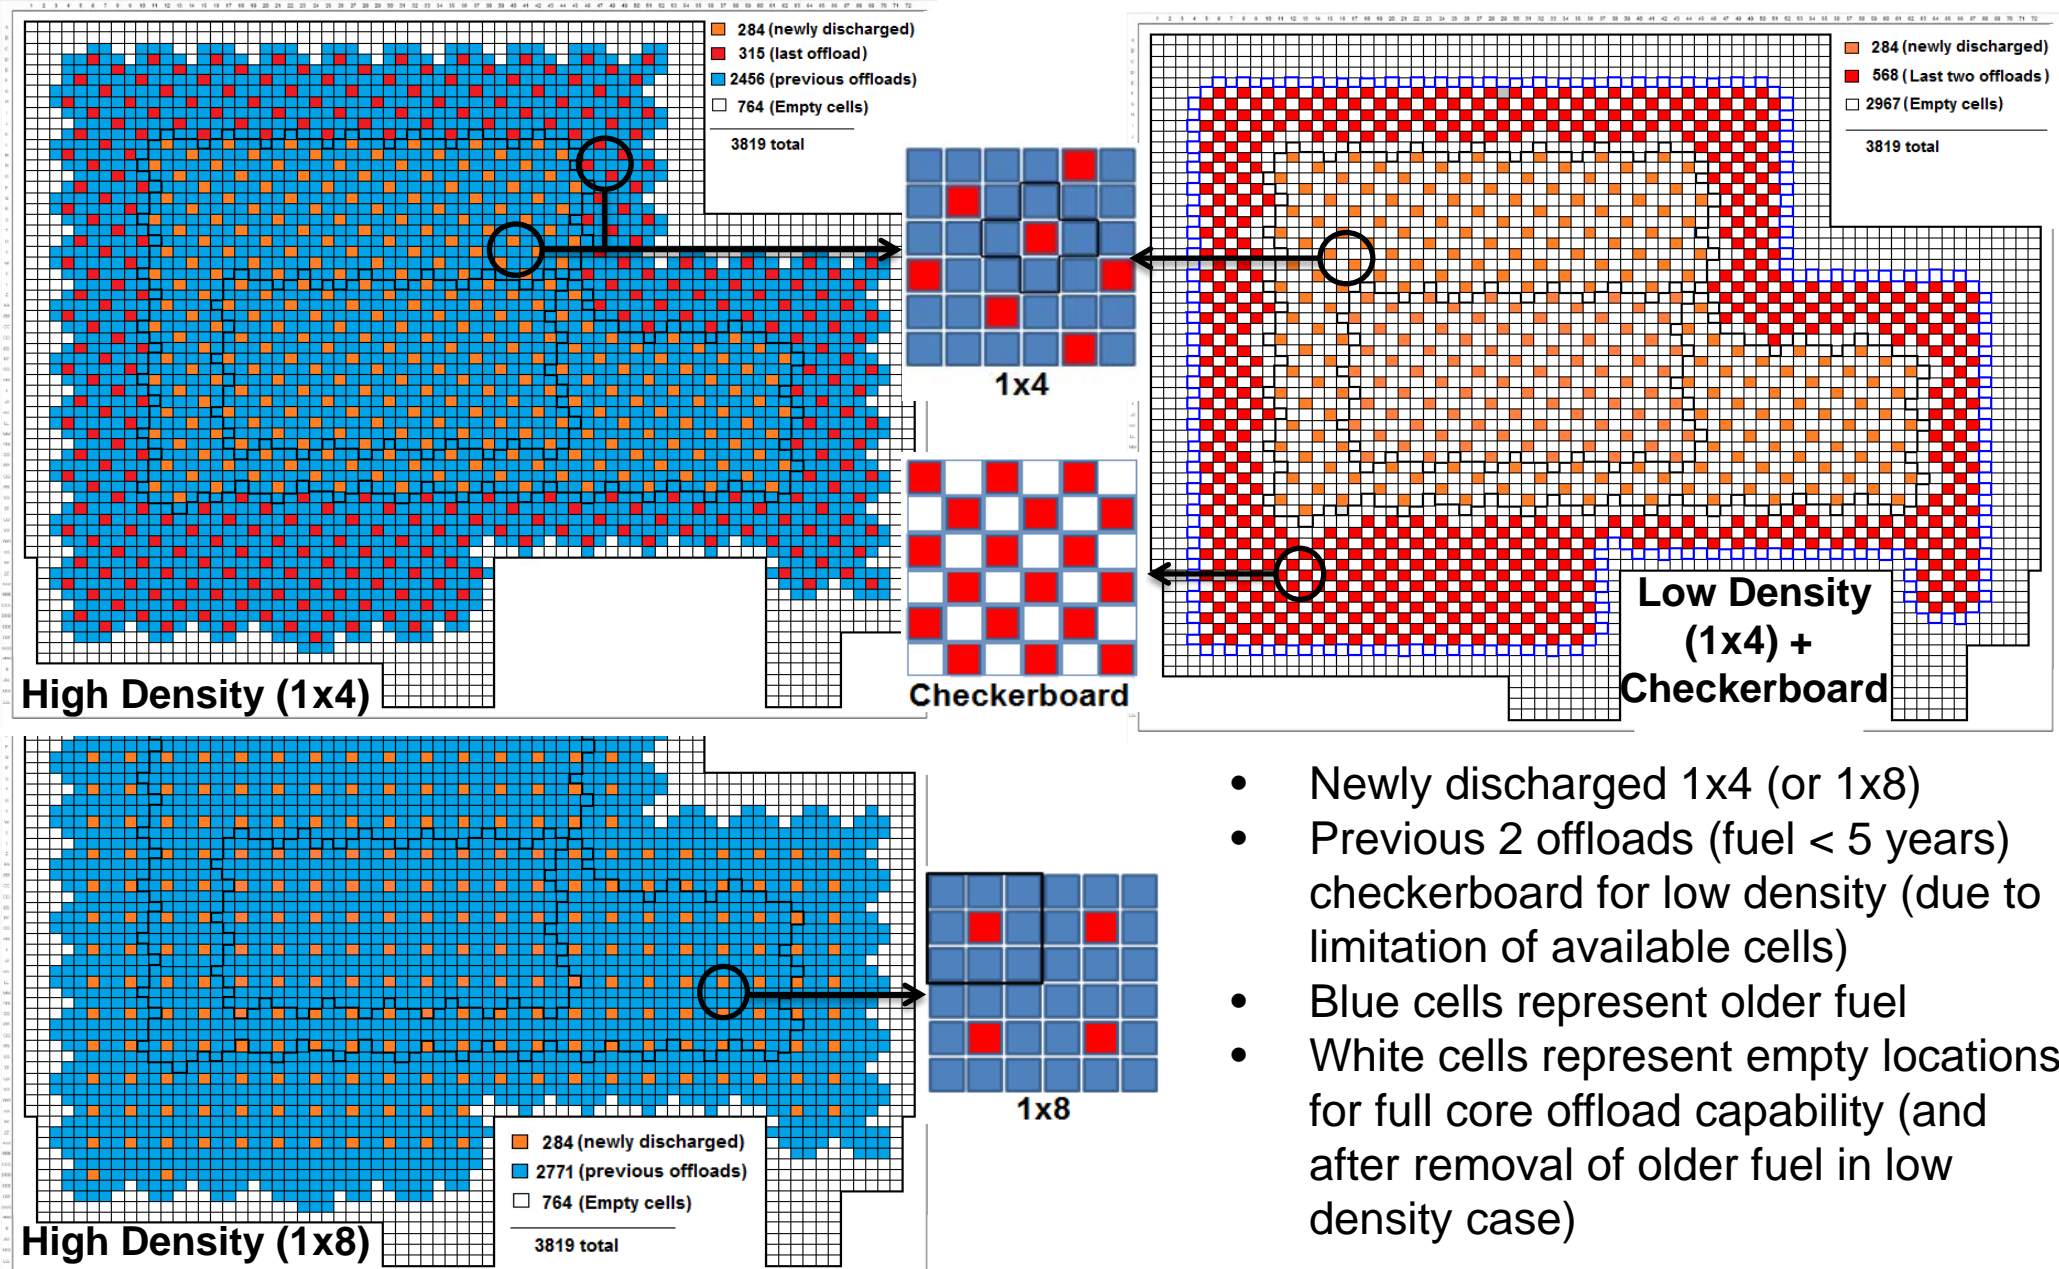 284 (newly discharged)
315 (last offload)
2456 (previous offloads)
764 (Empty cells)
3819 total
High Density (1x4)
1x4
Checkerboard
284 (newly discharged)
568 (Last two offloads)
2967 (Empty cells)
3819 total
Low Density
(1x4) +
Checkerboard
284 (newly discharged)
2771 (previous offloads)
764 (Empty cells)
3819 total
High Density (1x8)
1x8
• Newly discharged 1x4 (or 1x8)
• Previous 2 offloads (fuel < 5 years)
checkerboard for low density (due to
limitation of available cells)
• Blue cells represent older fuel
• White cells represent empty locations
for full core offload capability (and
after removal of older fuel in low
density case)